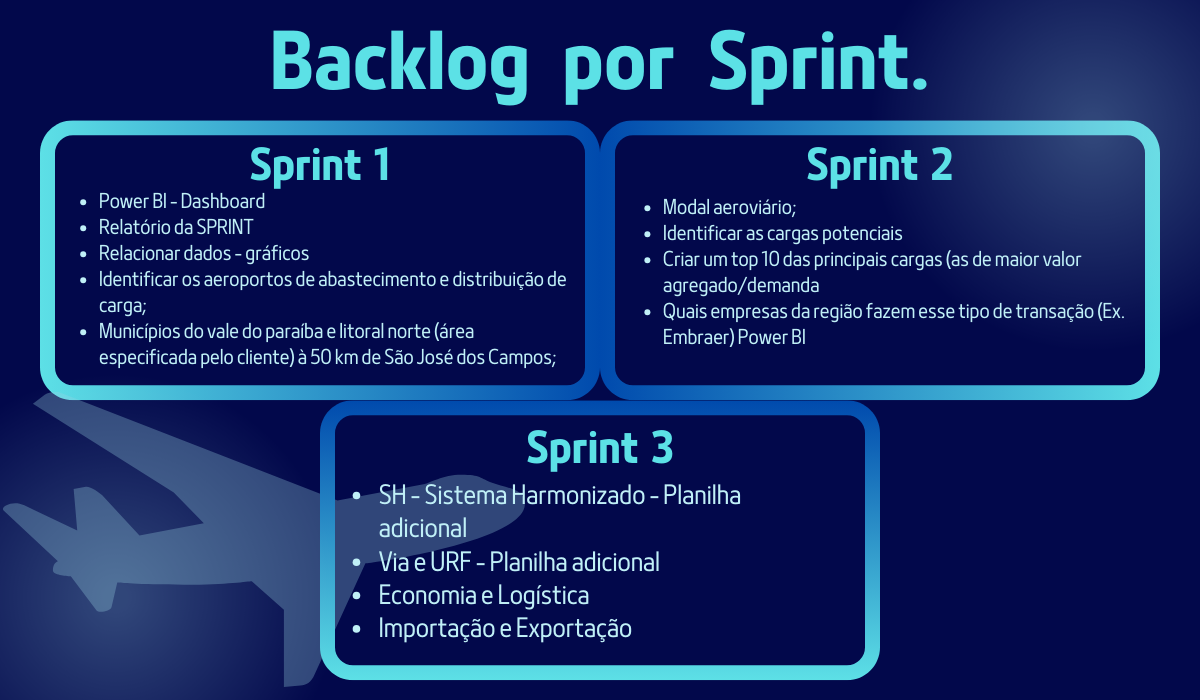 Backlog por Sprint.
Sprint 1
• Power BI - Dashboard
• Relatório da SPRINT
• Relacionar dados - gráficos
• Identificar os aeroportos de abastecimento e distribuição de
carga;
• Municípios do vale do paraíba e litoral norte (área
especificada pelo cliente) à 50 km de São José dos Campos;
Sprint 2
• Modal aeroviário;
• Identificar as cargas potenciais
• Criar um top 10 das principais cargas (as de maior valor
agregado/demanda
• Quais empresas da região fazem esse tipo de transação (Ex.
Embraer) Power BI
Sprint 3
• SH - Sistema Harmonizado - Planilha
adicional
• Via e URF - Planilha adicional
• Economia e Logística
• Importação e Exportação